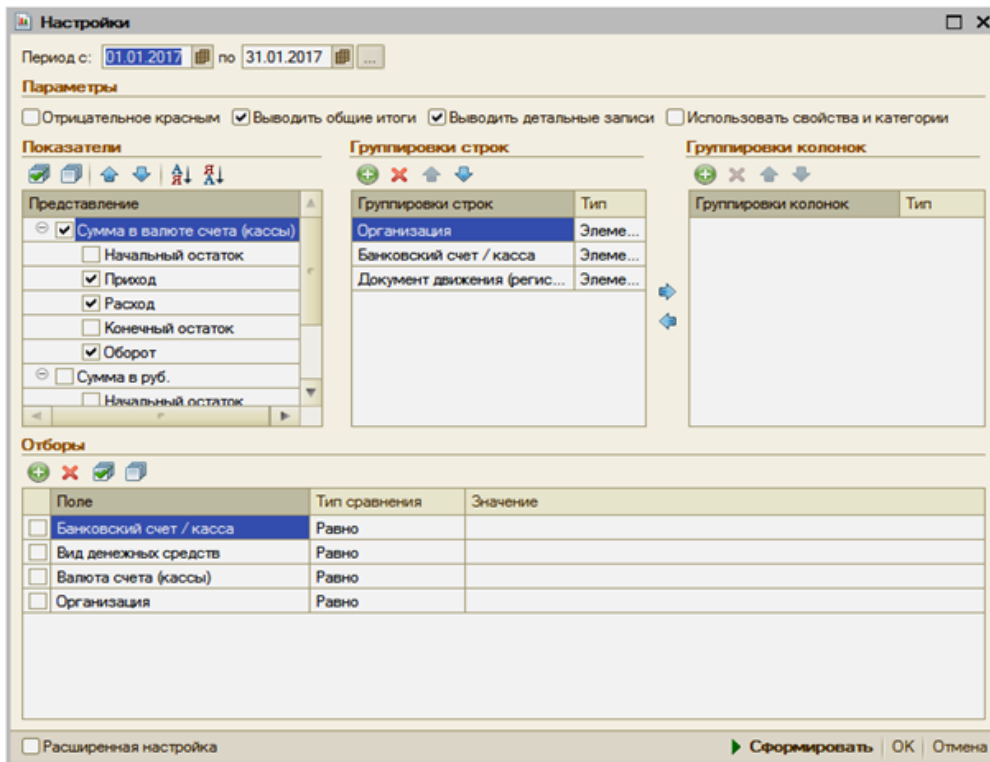 Настройки
Период с: 01.01.2017 по 31.01.2017 ...
Параметры
Отрицательное красным Выводить общие итоги Выводить детальные записи Использовать свойства и категории
Показатели Группировки строк Группировки колонок
Представление Группировки строк Тип Группировки колонок Тип
Сумма в валюте счета (кассы) Организация Элеме...
Начальный остаток Банковский счет / касса Элеме...
Приход Документ движения (регис... Элеме...
Расход
Конечный остаток
Оборот
Сумма в руб.
Начальный остаток
Отборы
Поле Тип сравнения Значение
Банковский счет / касса Равно
Вид денежных средств Равно
Валюта счета (кассы) Равно
Организация Равно
Расширенная настройка Сформировать OK Отмена